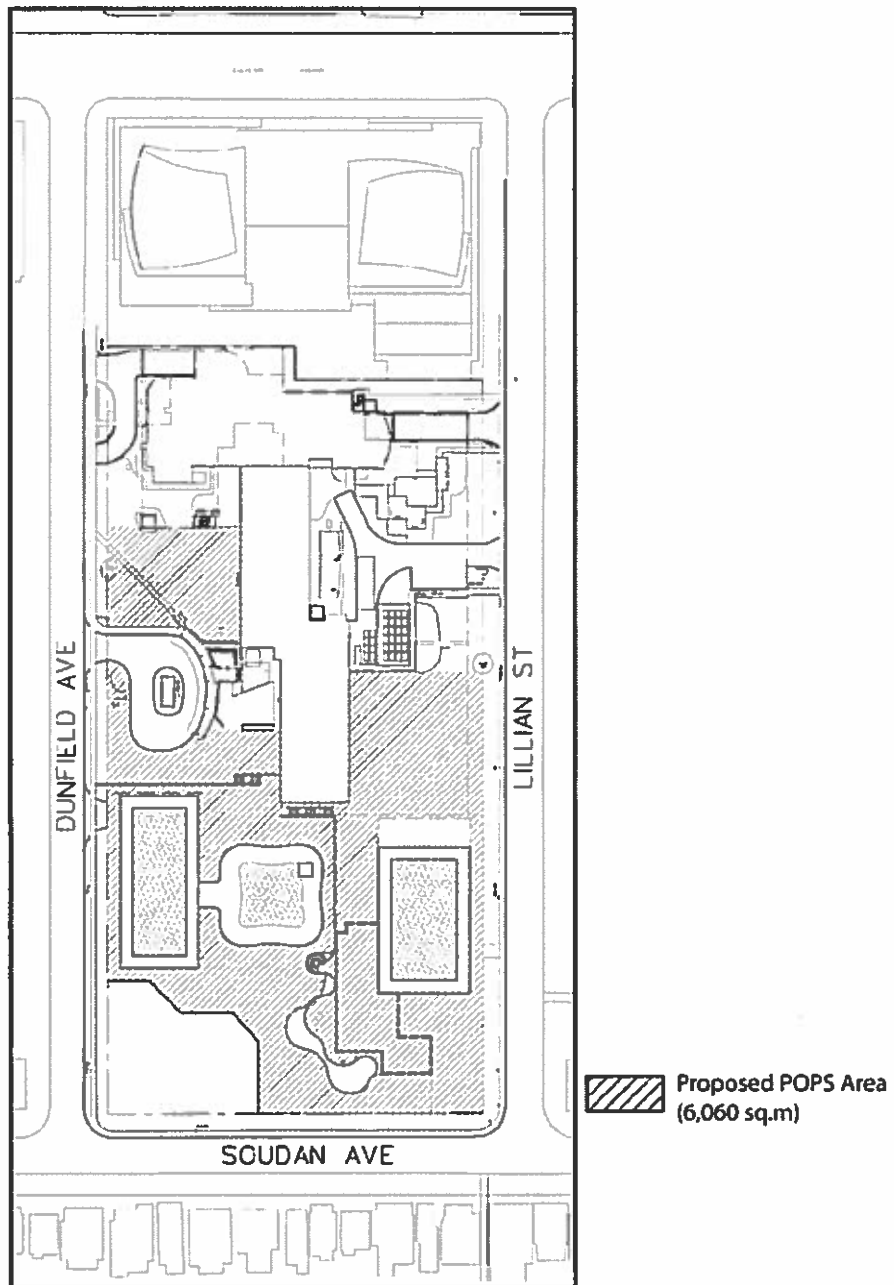 DUNFIELD AVE
LILLIAN ST
SOUDAN AVE
Proposed POPS Area
(6,060 sq.m)